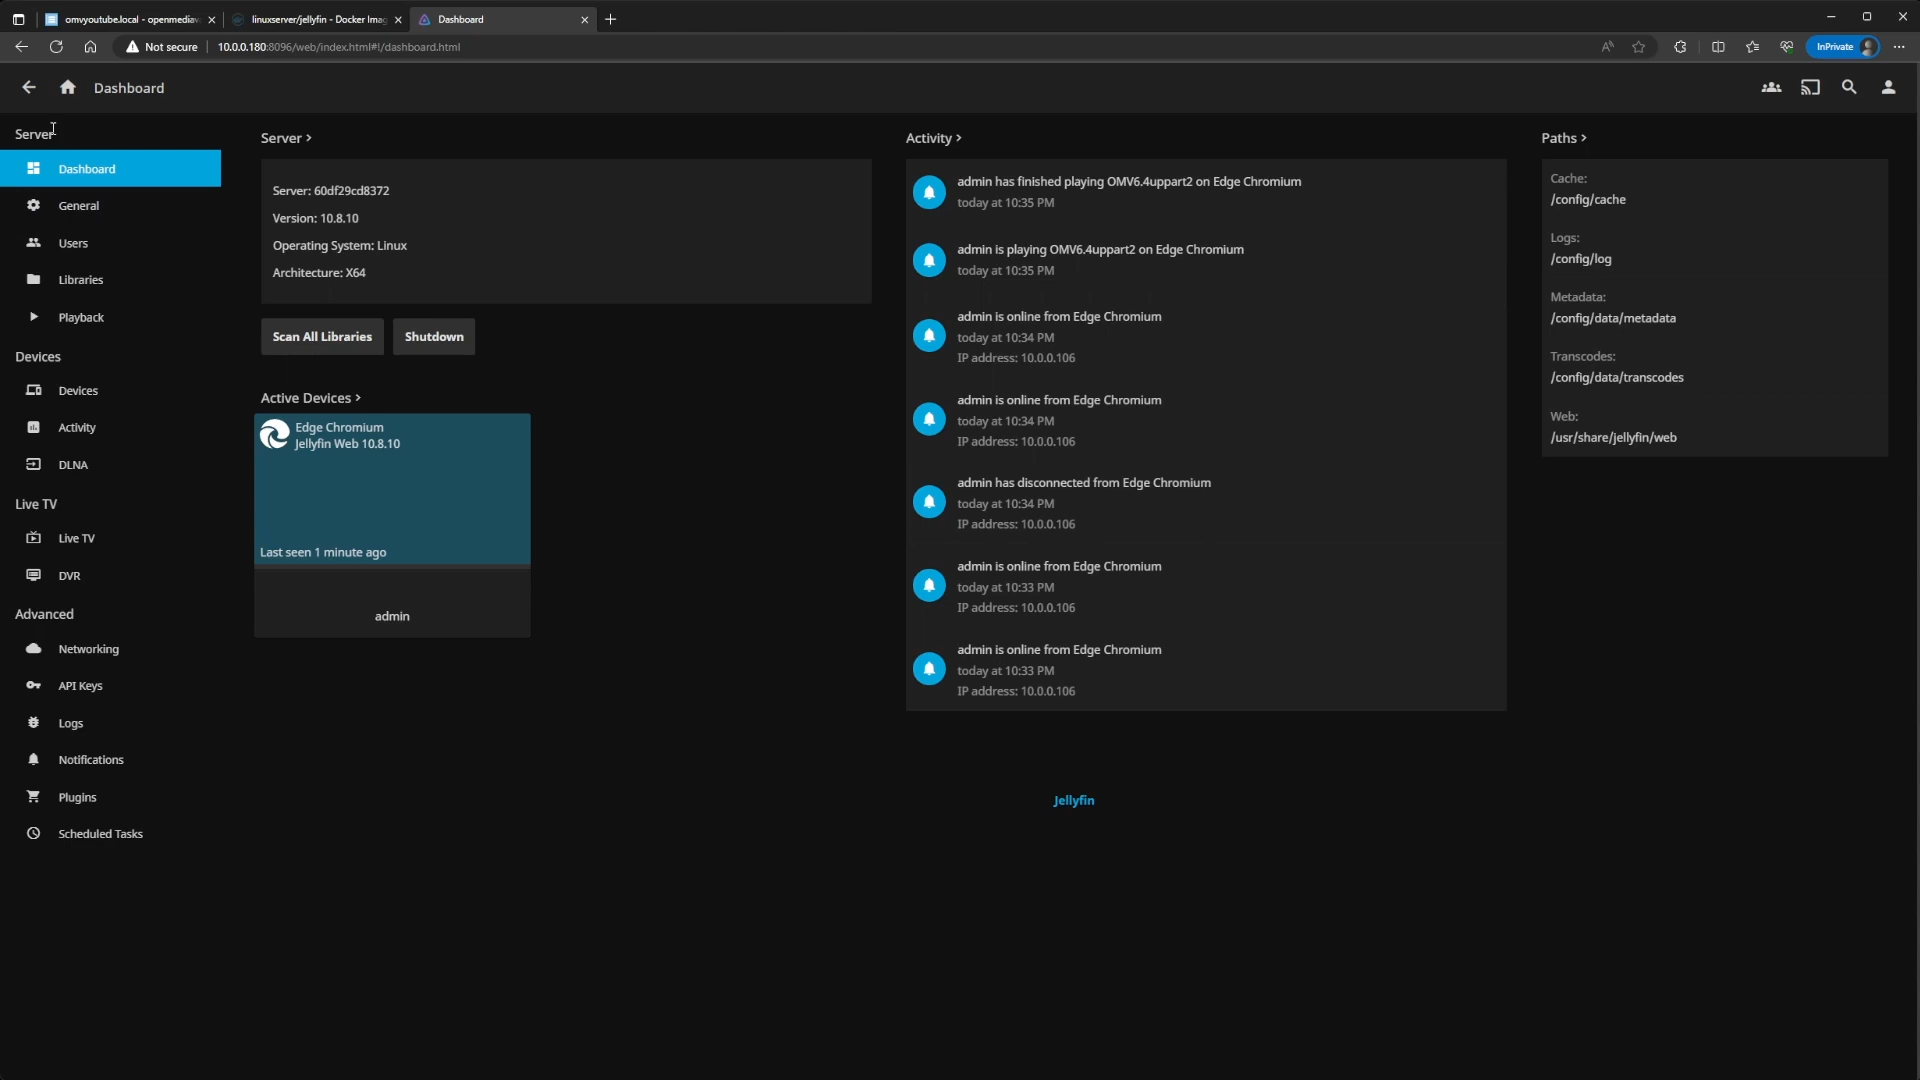 omvyoutube.local - openmediav
linuxserver/jellyfin - Docker Imag
Dashboard
Not secure
10.0.0.180:8096/web/index.html#!/dashboard.html
InPrivate
Dashboard
Server
Dashboard
General
Users
Libraries
Playback
Devices
Devices
Activity
DLNA
Live TV
Live TV
DVR
Advanced
Networking
API Keys
Logs
Notifications
Plugins
Scheduled Tasks
Server >
Server: 60df29cd8372
Version: 10.8.10
Operating System: Linux
Architecture: X64
Scan All Libraries
Shutdown
Active Devices >
Edge Chromium
Jellyfin Web 10.8.10
Last seen 1 minute ago
admin
Activity >
admin has finished playing OMV6.4uppart2 on Edge Chromium
today at 10:35 PM
admin is playing OMV6.4uppart2 on Edge Chromium
today at 10:35 PM
admin is online from Edge Chromium
today at 10:34 PM
IP address: 10.0.0.106
admin is online from Edge Chromium
today at 10:34 PM
IP address: 10.0.0.106
admin has disconnected from Edge Chromium
today at 10:34 PM
IP address: 10.0.0.106
admin is online from Edge Chromium
today at 10:33 PM
IP address: 10.0.0.106
admin is online from Edge Chromium
today at 10:33 PM
IP address: 10.0.0.106
Paths >
Cache:
/config/cache
Logs:
/config/log
Metadata:
/config/data/metadata
Transcodes:
/config/data/transcodes
Web:
/usr/share/jellyfin/web
Jellyfin